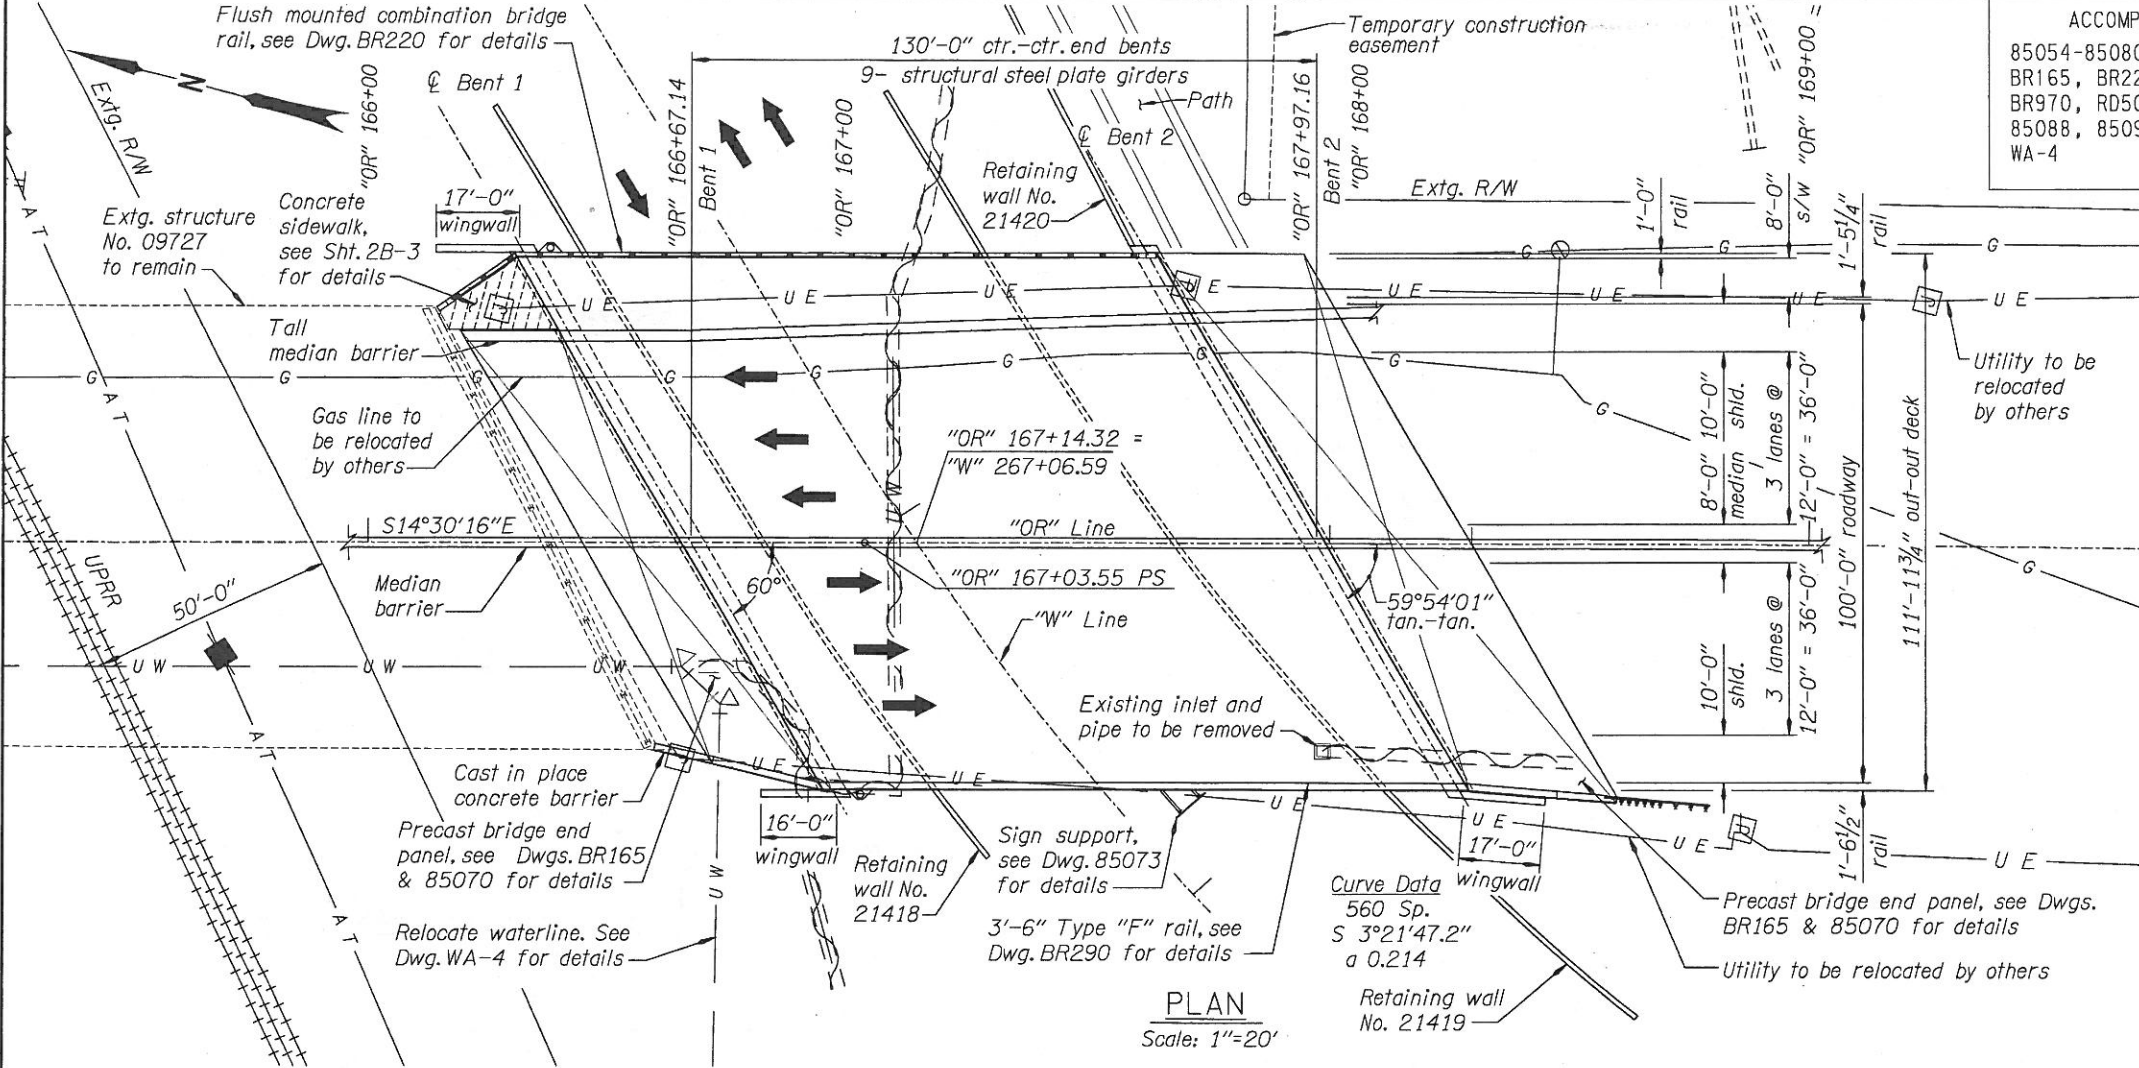 Flush mounted combination bridge
rail, see Dwg. BR220 for details
℄ Bent 1
130'-0" ctr.-ctr. end bents
9- structural steel plate girders
Temporary construction
easement
Path
℄ Bent 2
"OR" 169+00 =
ACCOMP
85054-8508
BR165, BR22
BR970, RD50
85088, 8509
WA-4
N
Extg. R/W
"OR" 166+00
"OR" 166+67.14
Bent 1
"OR" 167+00
Retaining
wall No.
21420
"OR" 167+97.16
Bent 2
"OR" 168+00
Extg. R/W
1'-0"
rail
8'-0"
s/w
1'-5 1/4"
rail
Extg. structure
No. 09727
to remain
Concrete
sidewalk,
see Sht. 2B-3
for details
17'-0"
wingwall
Tall
median barrier
Gas line to
be relocated
by others
Utility to be
relocated
by others
"OR" 167+14.32 =
"W" 267+06.59
8'-0" 10'-0"
median shld.
3 lanes @
12'-0" = 36'-0"
100'-0" roadway
111'-11 3/4" out-out deck
S14°30'16"E
"OR" Line
UPRR
50'-0"
Median
barrier
60°
"OR" 167+03.55 PS
59°54'01"
tan.-tan.
"W" Line
10'-0"
shld.
3 lanes @
12'-0" = 36'-0"
Existing inlet and
pipe to be removed
Cast in place
concrete barrier
Precast bridge end
panel, see Dwgs. BR165
& 85070 for details
16'-0"
wingwall
Retaining
wall No.
21418
Sign support,
see Dwg. 85073
for details
3'-6" Type "F" rail, see
Dwg. BR290 for details
Curve Data
560 Sp.
S 3°21'47.2"
a 0.214
17'-0"
wingwall
1'-6 1/2"
rail
Relocate waterline. See
Dwg. WA-4 for details
Precast bridge end panel, see Dwgs.
BR165 & 85070 for details
Utility to be relocated by others
Retaining wall
No. 21419
PLAN
Scale: 1"=20'
A T
A T
A T
A T
G
G
G
G
G
G
G
G
G
G
G
G
G
U E
U E
U E
E
U E
U E
U E
U E
U E
U E
U E
U E
U E
U E
U W
U W
U W
U W
U W